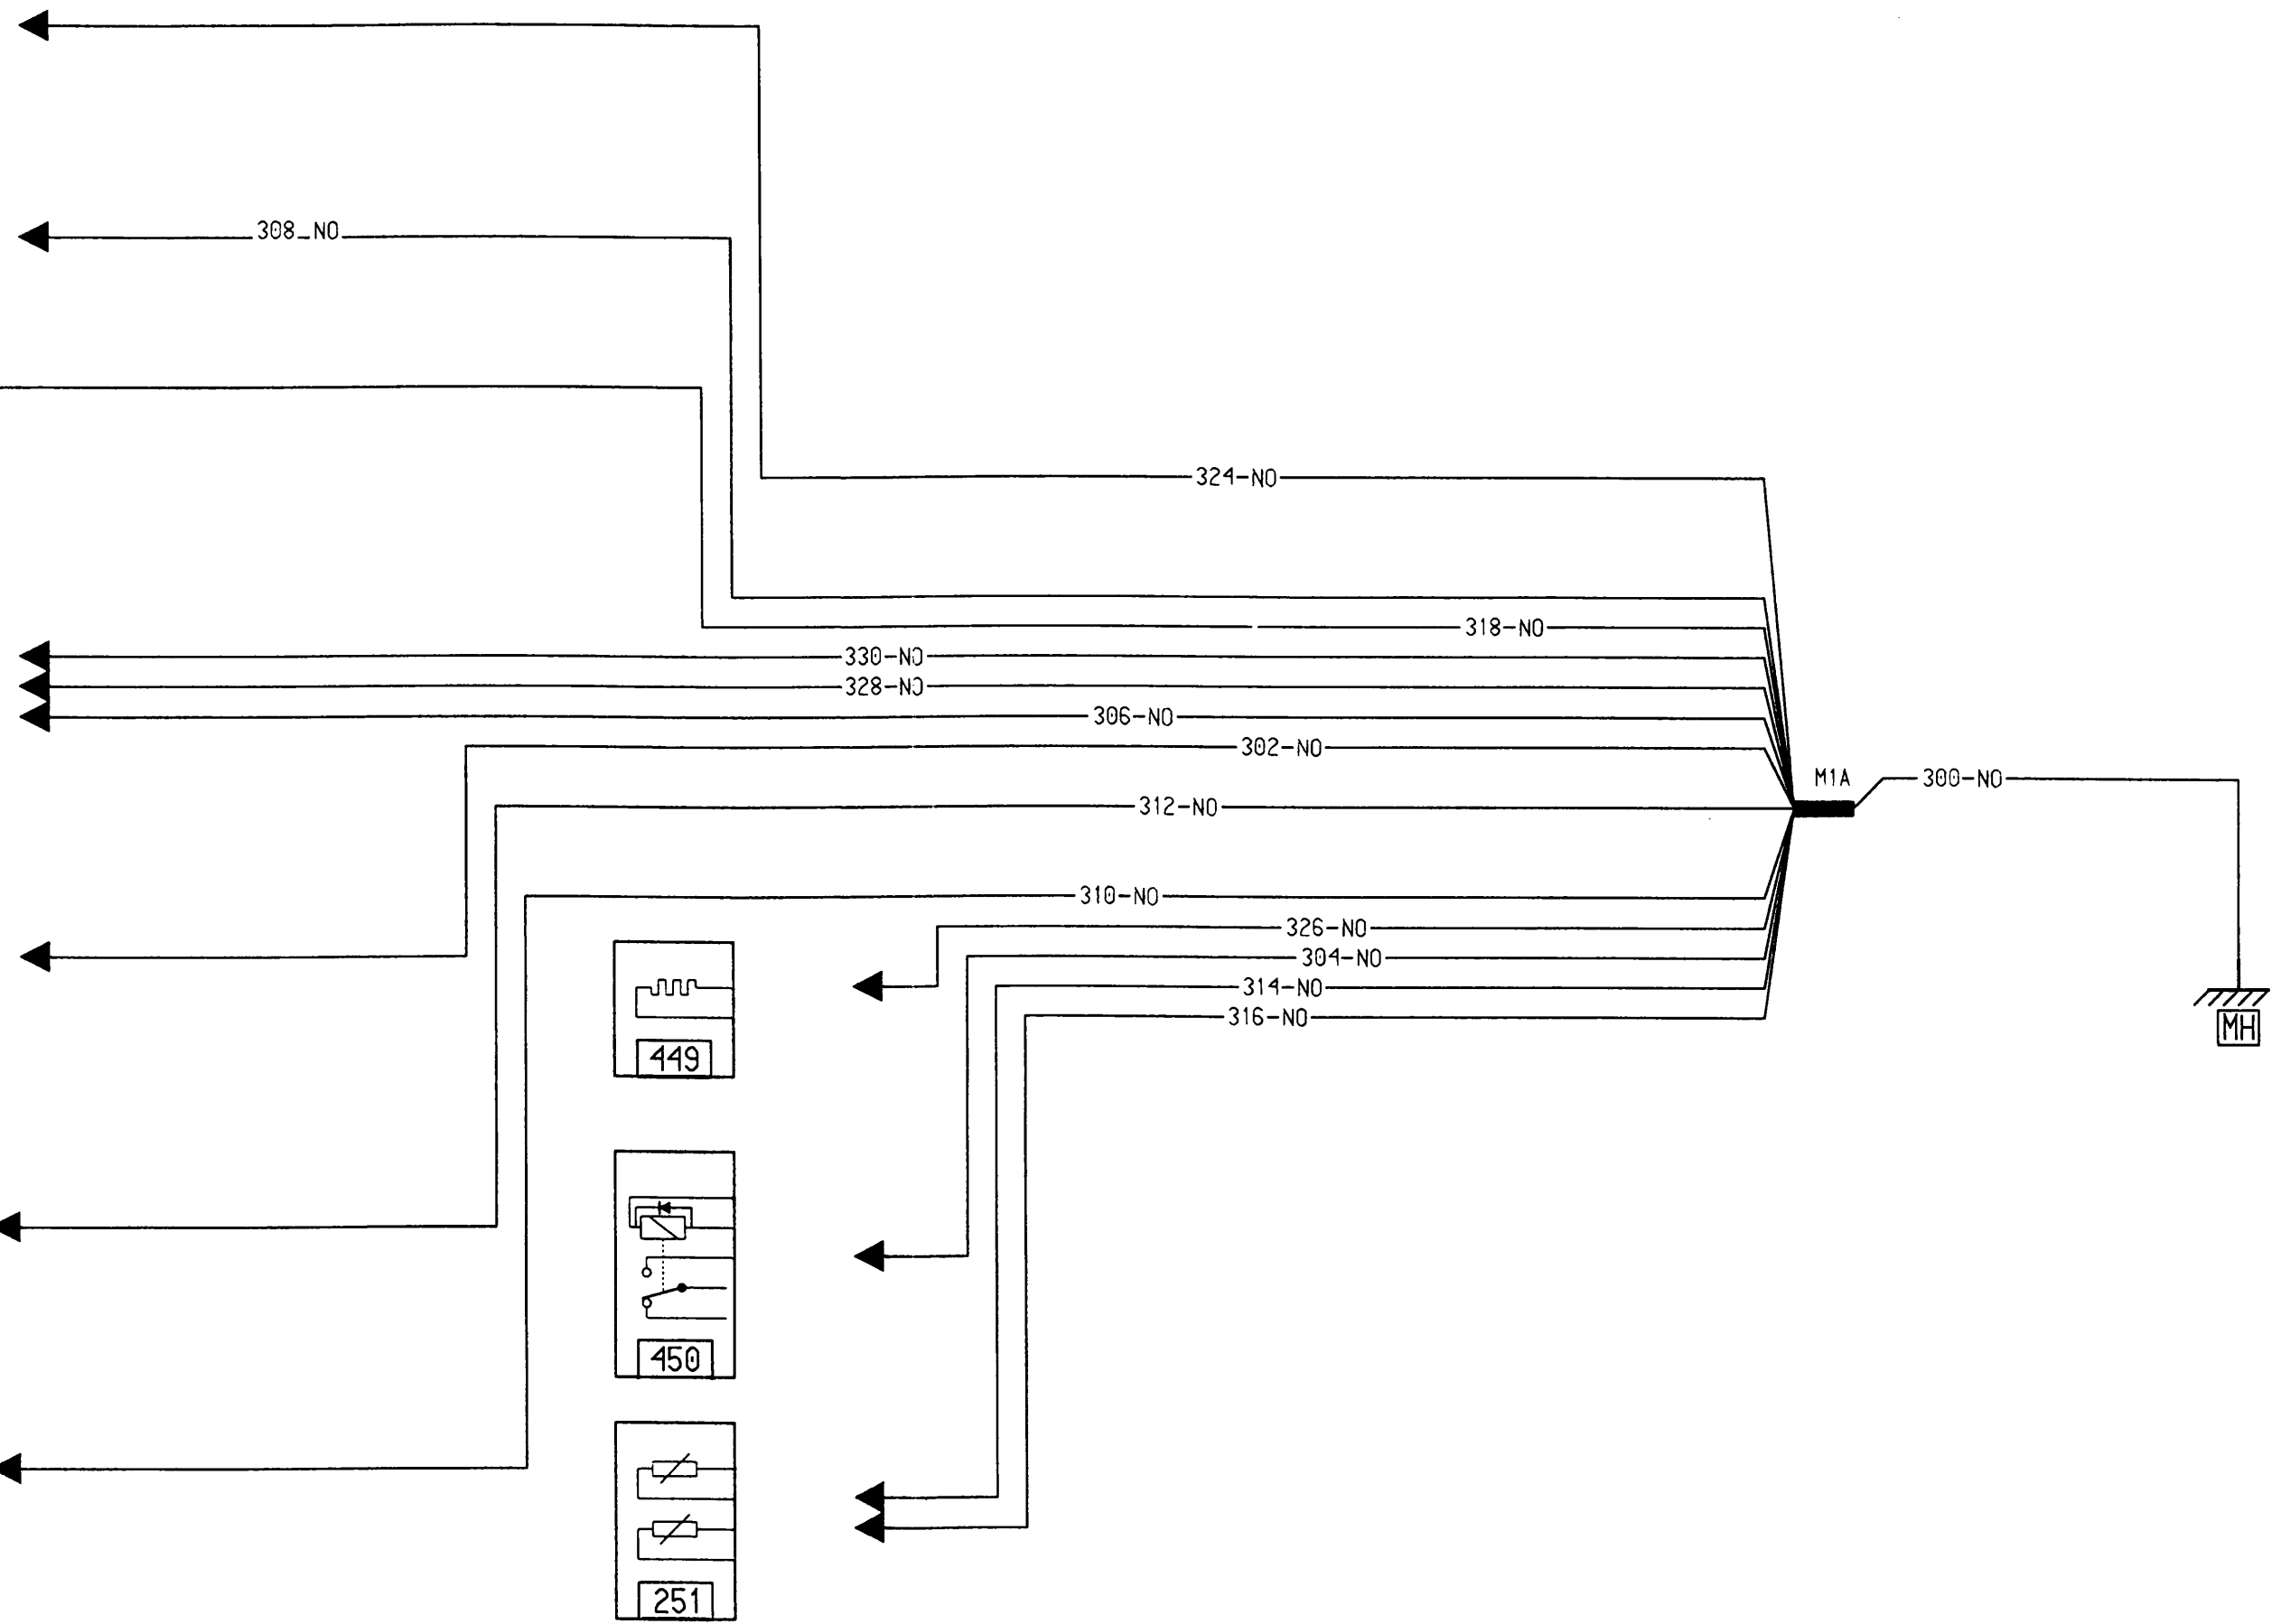 308_NO
324-NO
318-NO
330-NO
328-NO
306-NO
302-NO
M1A
300-NO
312-NO
310-NO
326-NO
304-NO
314-NO
316-NO
MH
449
450
251